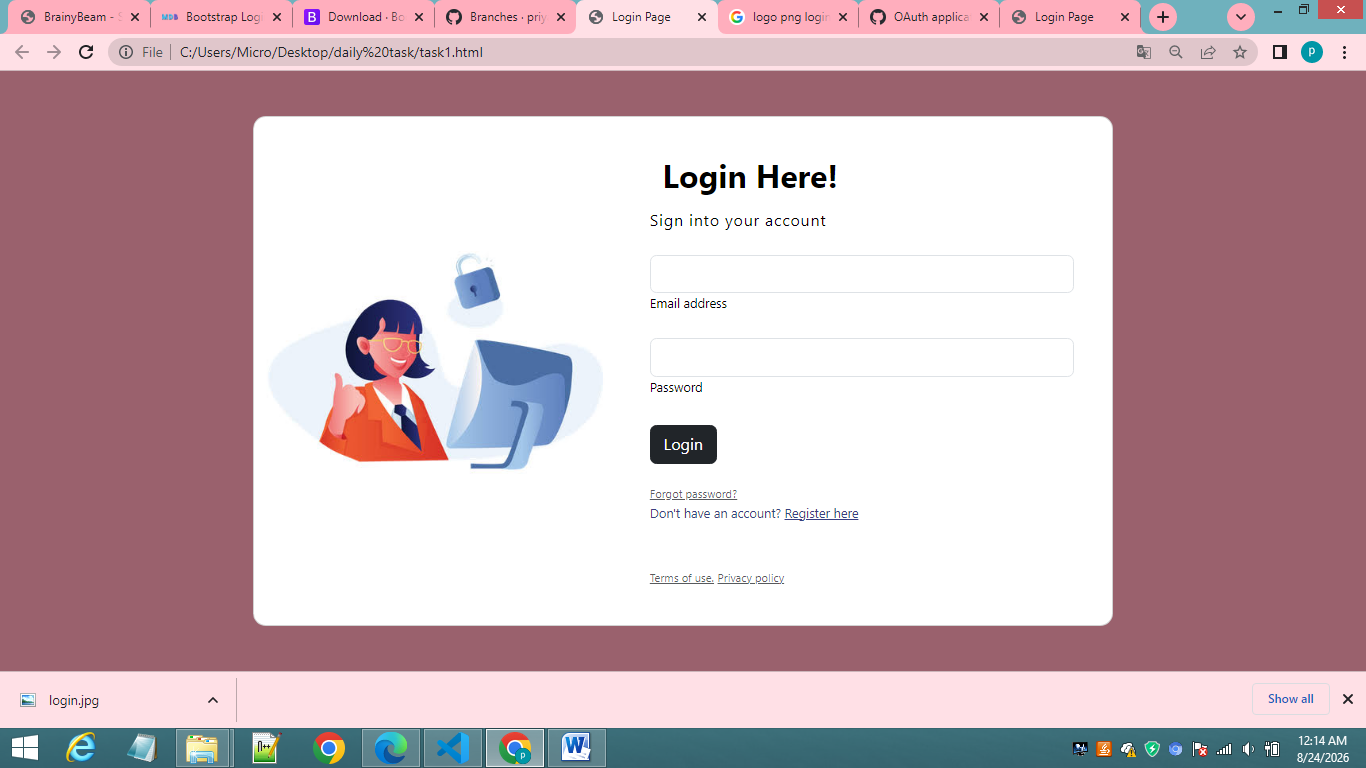 BrainyBeam - S
MDB
Bootstrap Logi
B
Download · Bo
Branches · priy
Login Page
logo png login
OAuth applica
Login Page
File
C:/Users/Micro/Desktop/daily%20task/task1.html
P
Login Here!
Sign into your account
Email address
Password
Login
Forgot password?
Don't have an account? Register here
Terms of use. Privacy policy
login.jpg
Show all
12:14 AM
8/24/2026